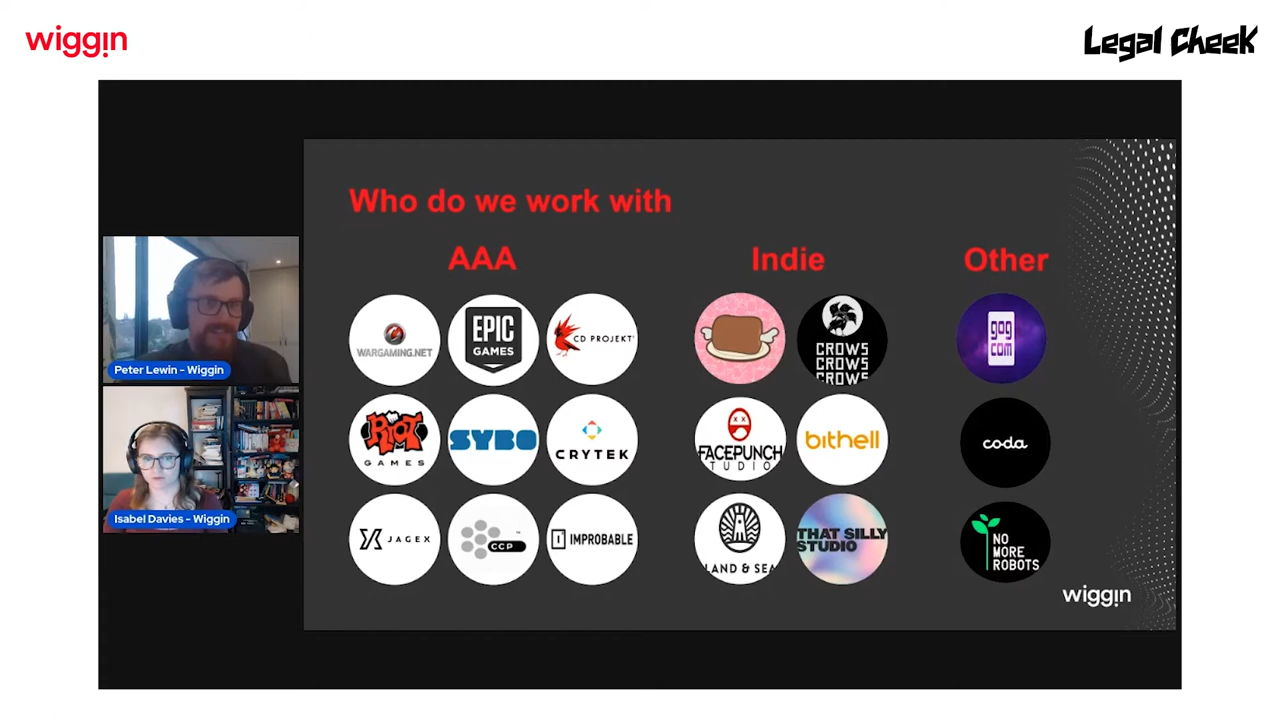 wiggin
Legal Cheek
Who do we work with
AAA
Indie
Other
WARGAMING.NET
EPIC
GAMES
CD PROJEKT
CROWS
CROWS
CROWS
gog
com
RIOT
GAMES
SYBO
CRYTEK
FACEPUNCH
STUDIO
bithell
coda
JAGEX
CCP
™
IMPROBABLE
LAND & SEA
THAT SILLY
STUDIO
NO
MORE
ROBOTS
wiggin
Peter Lewin - Wiggin
Isabel Davies - Wiggin